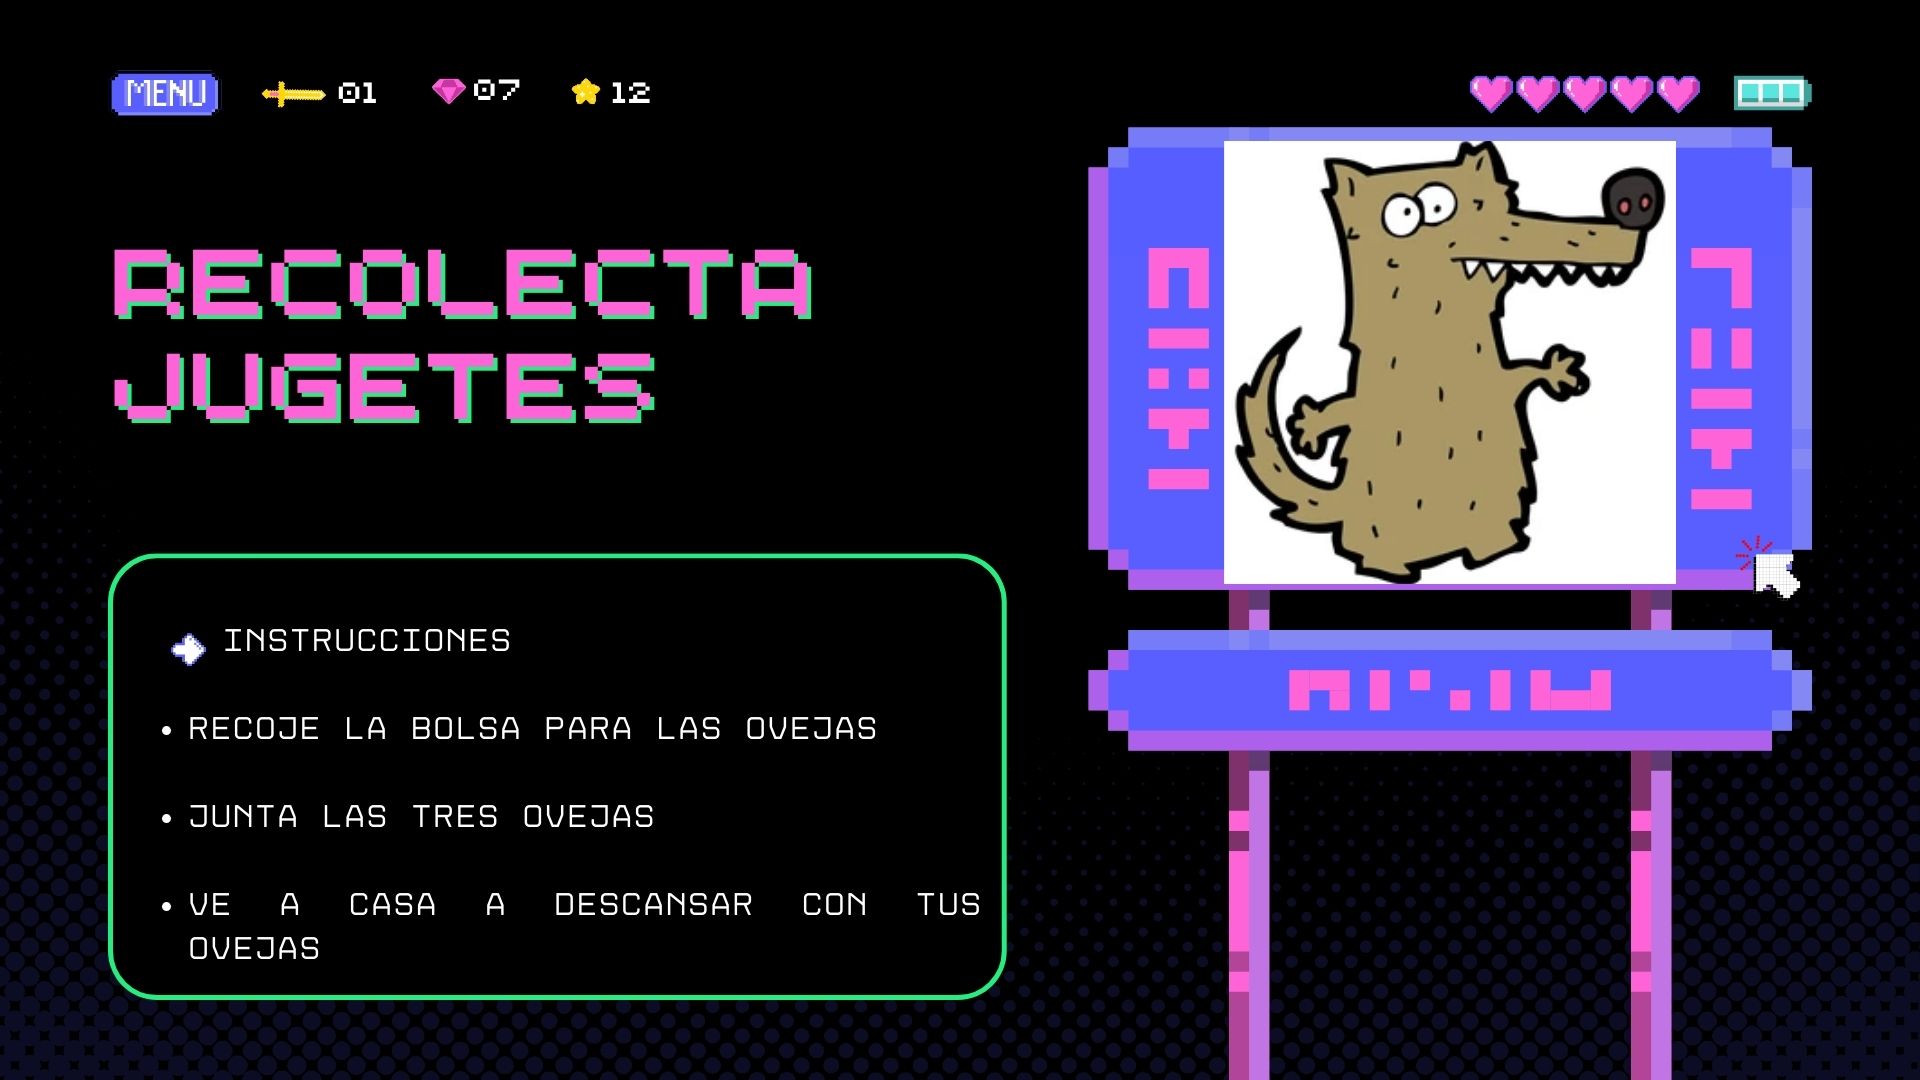 MENU 01 07 12
RECOLECTA
JUGETES
INSTRUCCIONES
• RECOJE LA BOLSA PARA LAS OVEJAS
• JUNTA LAS TRES OVEJAS
• VE A CASA A DESCANSAR CON TUS
OVEJAS